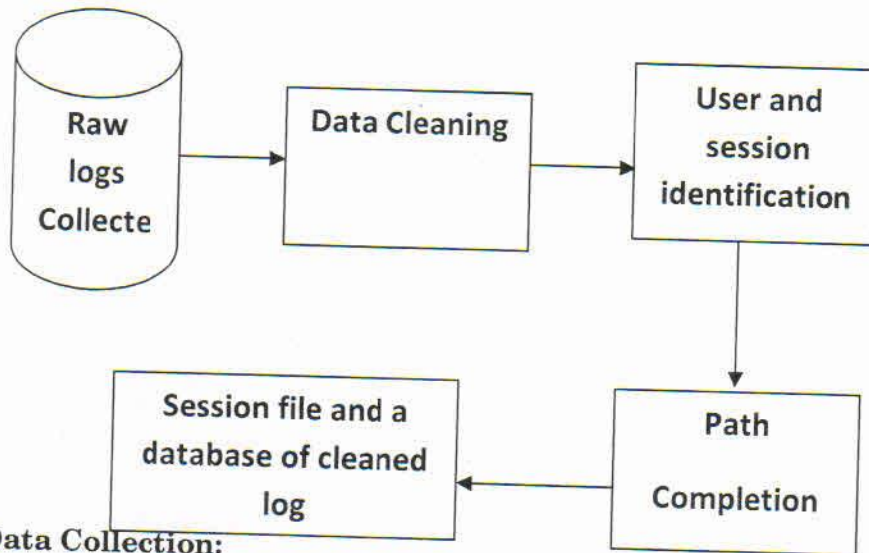 Raw
logs
Collecte
Data Cleaning
User and
session
identification
Path
Completion
Session file and a
database of cleaned
log
Data Collection: